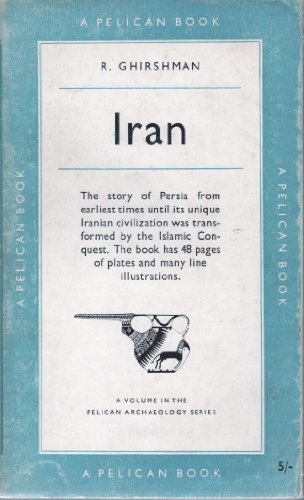 A PELICAN BOOK
R. GHIRSHMAN
Iran
The story of Persia from
earliest times until its unique
Iranian civilization was trans-
formed by the Islamic Con-
quest. The book has 48 pages
of plates and many line
illustrations.
A VOLUME IN THE
PELICAN ARCHAEOLOGY SERIES
A PELICAN BOOK
A PELICAN BOOK
5/-
A PELICAN BOOK